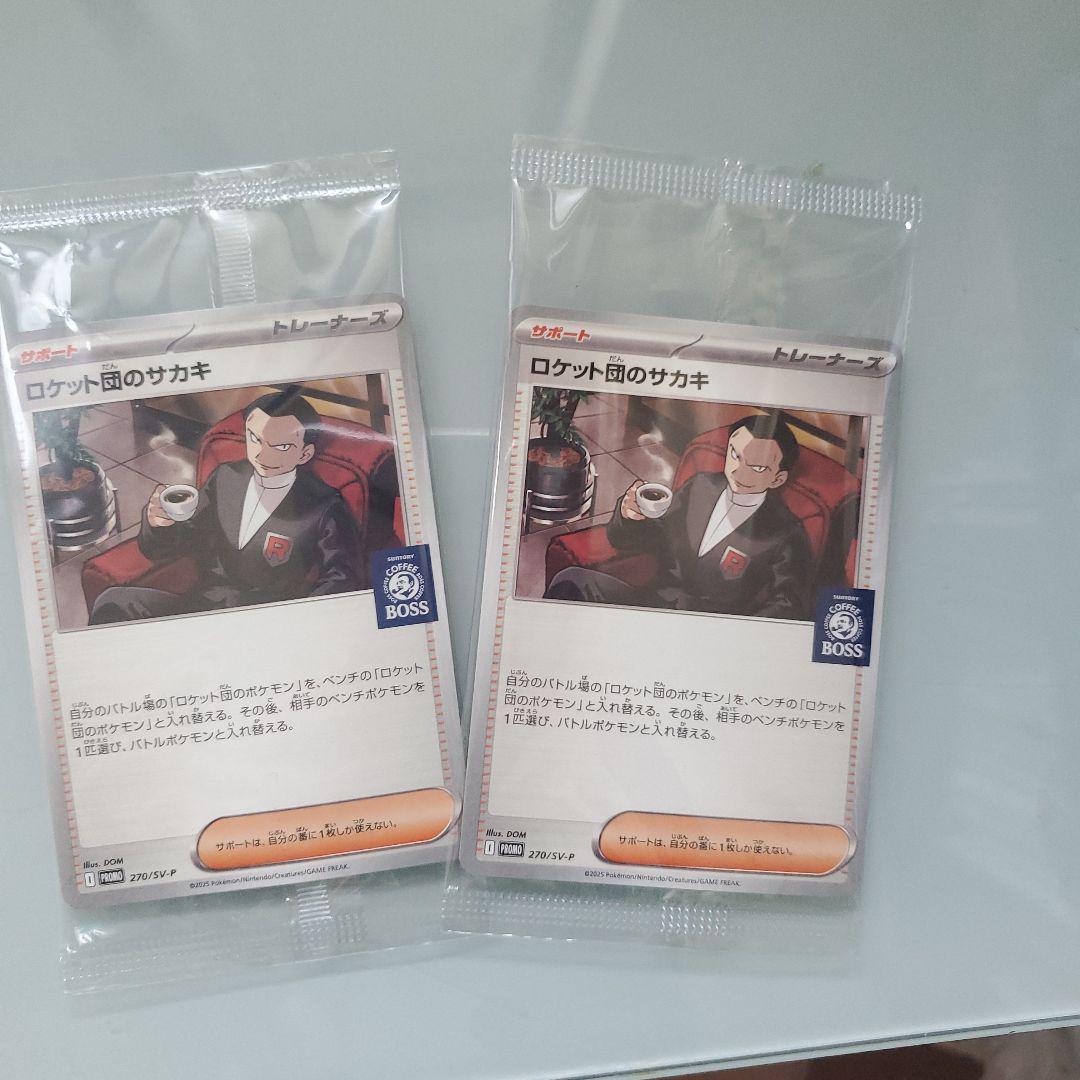 サポート
トレーナーズ
ロケット団のサカキ
だん
R
SUNTORY
COFFEE
BOSS
自分のバトル場の「ロケット団のポケモン」を、ベンチの「ロケット
団のポケモン」と入れ替える。その後、相手のベンチポケモンを
1匹選び、バトルポケモンと入れ替える。
サポートは、自分の番に1枚しか使えない。
Illus. DOM
I PROMO 270/SV-P
©2025 Pokémon/Nintendo/Creatures/GAME FREAK.
サポート
トレーナーズ
ロケット団のサカキ
だん
R
SUNTORY
COFFEE
BOSS
自分のバトル場の「ロケット団のポケモン」を、ベンチの「ロケット
団のポケモン」と入れ替える。その後、相手のベンチポケモンを
1匹選び、バトルポケモンと入れ替える。
サポートは、自分の番に1枚しか使えない。
Illus. DOM
I PROMO 270/SV-P
©2025 Pokémon/Nintendo/Creatures/GAME FREAK.